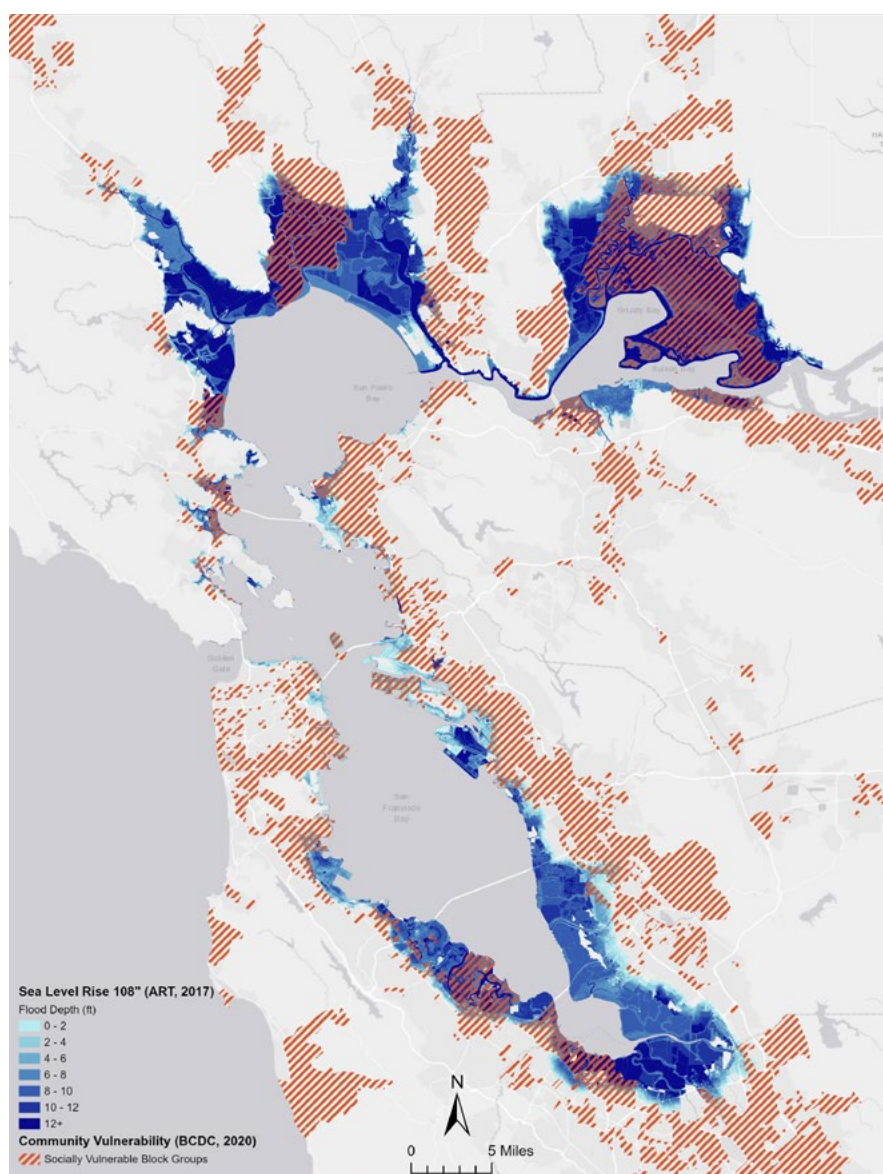 Grizzly Bay
Suisun Bay
San Pablo
Bay
Golden
Gate
San
Francisco
Bay
Sea Level Rise 108" (ART, 2017)
Flood Depth (ft)
0 - 2
2 - 4
4 - 6
6 - 8
8 - 10
10 - 12
12+
Community Vulnerability (BCDC, 2020)
Socially Vulnerable Block Groups
N
0 5 Miles